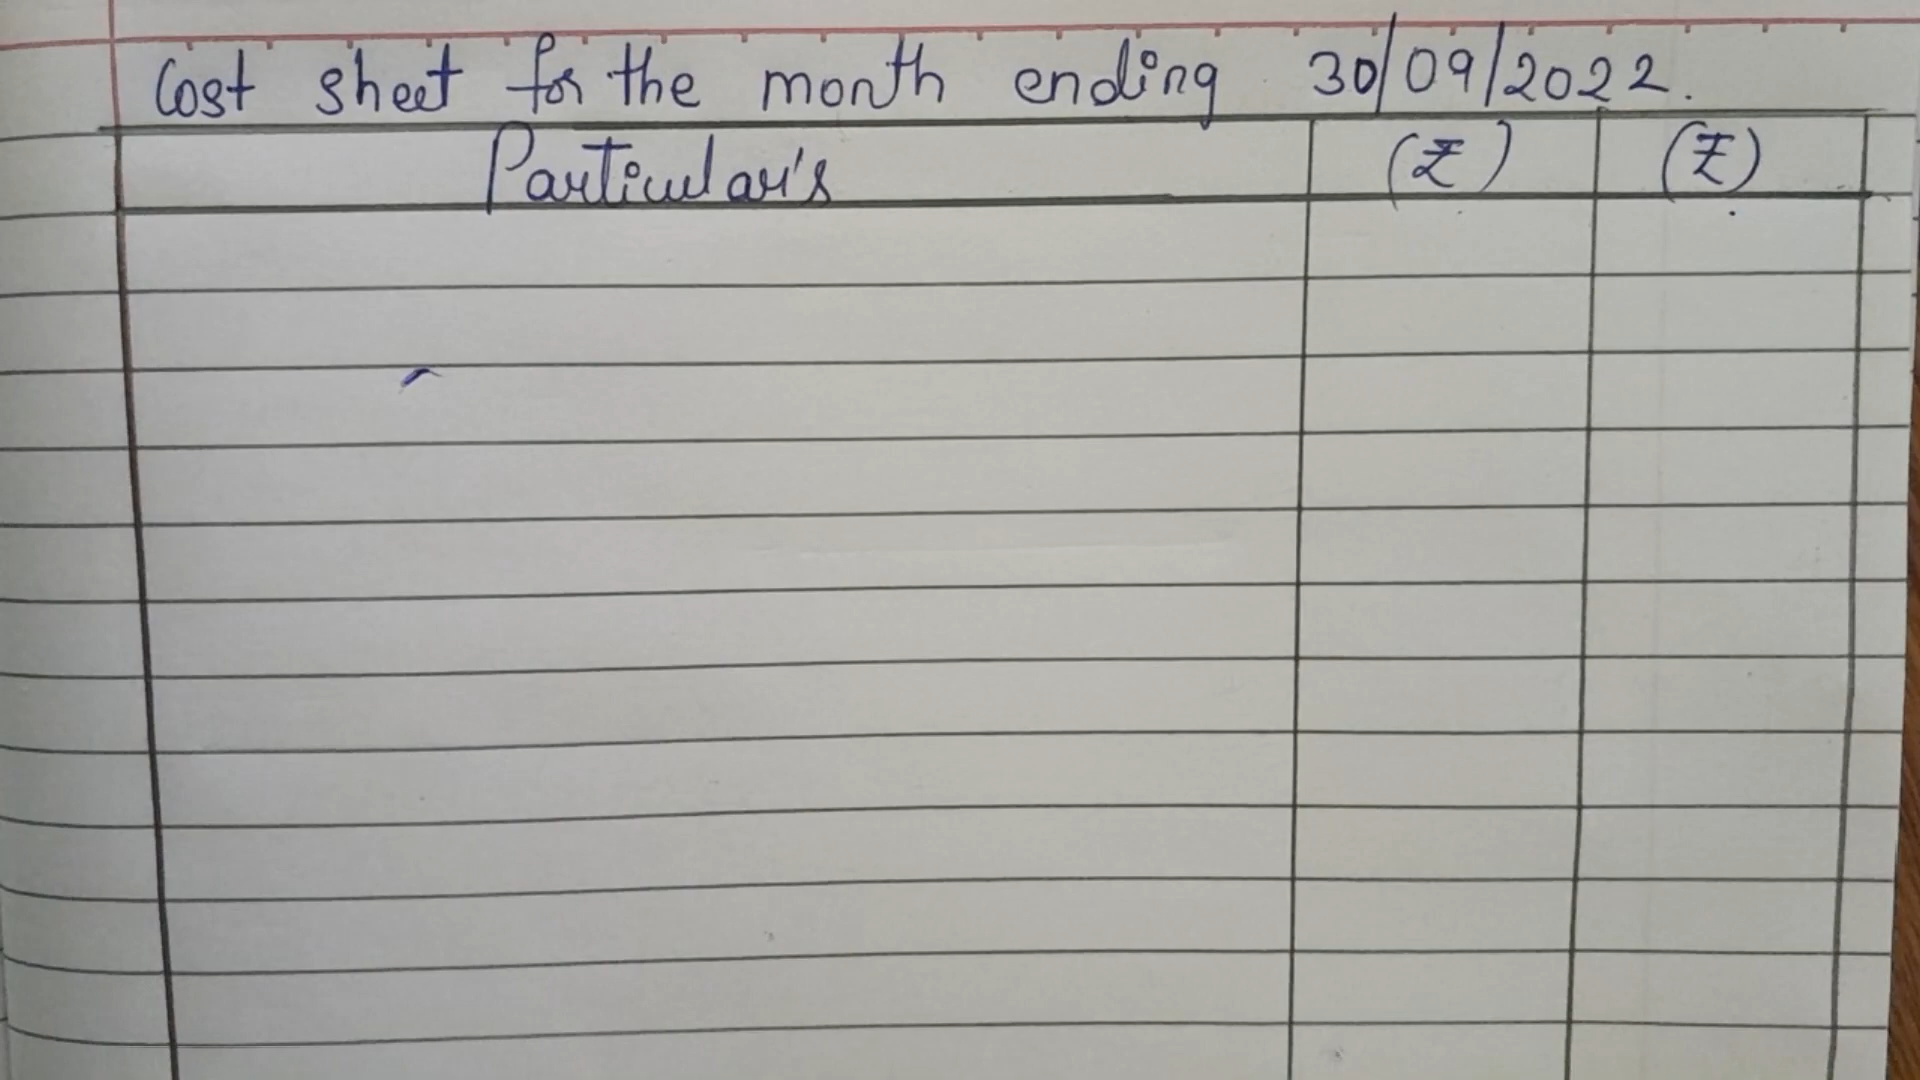 Cost sheet for the month ending 30/09/2022.
Particular's (₹) (₹)